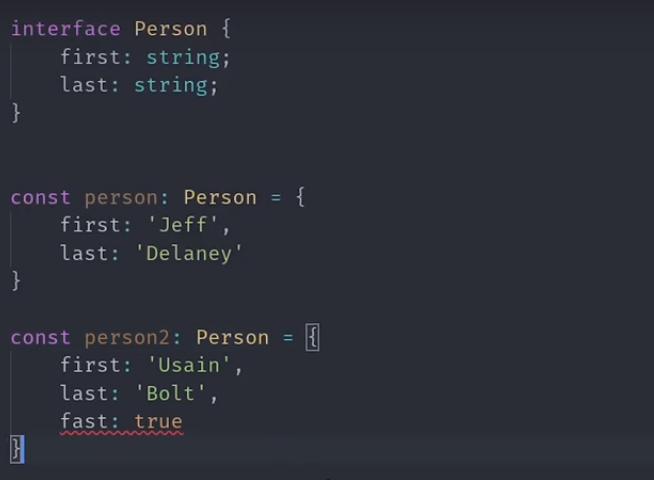 interface Person {
    first: string;
    last: string;
}
const person: Person = {
    first: 'Jeff',
    last: 'Delaney'
}
const person2: Person = {
    first: 'Usain',
    last: 'Bolt',
    fast: true
}